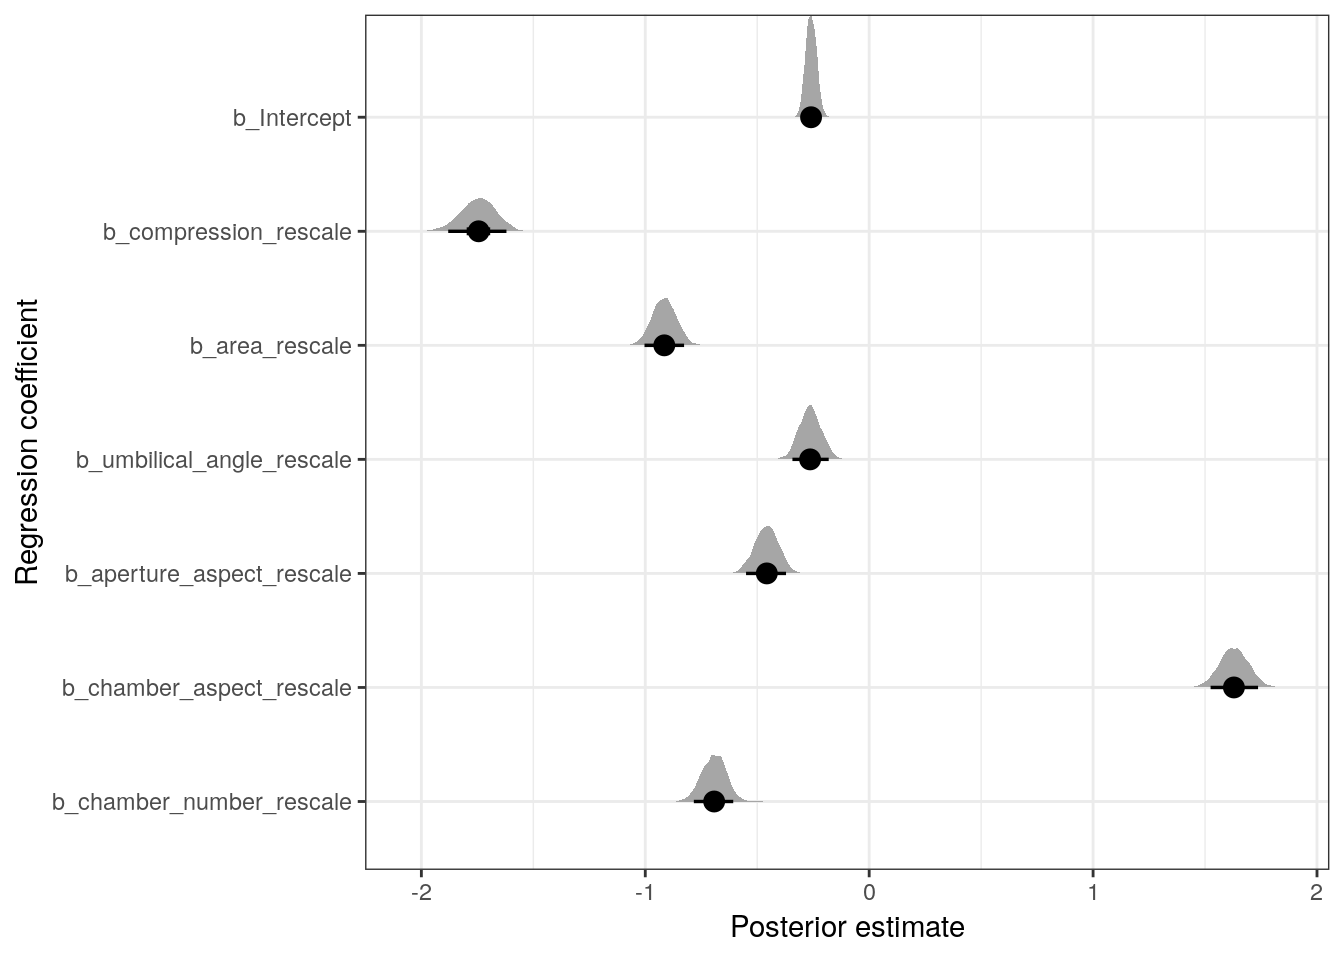 b_Intercept
b_compression_rescale
b_area_rescale
b_umbilical_angle_rescale
b_aperture_aspect_rescale
b_chamber_aspect_rescale
b_chamber_number_rescale
Regression coefficient
-2 -1 0 1 2
Posterior estimate